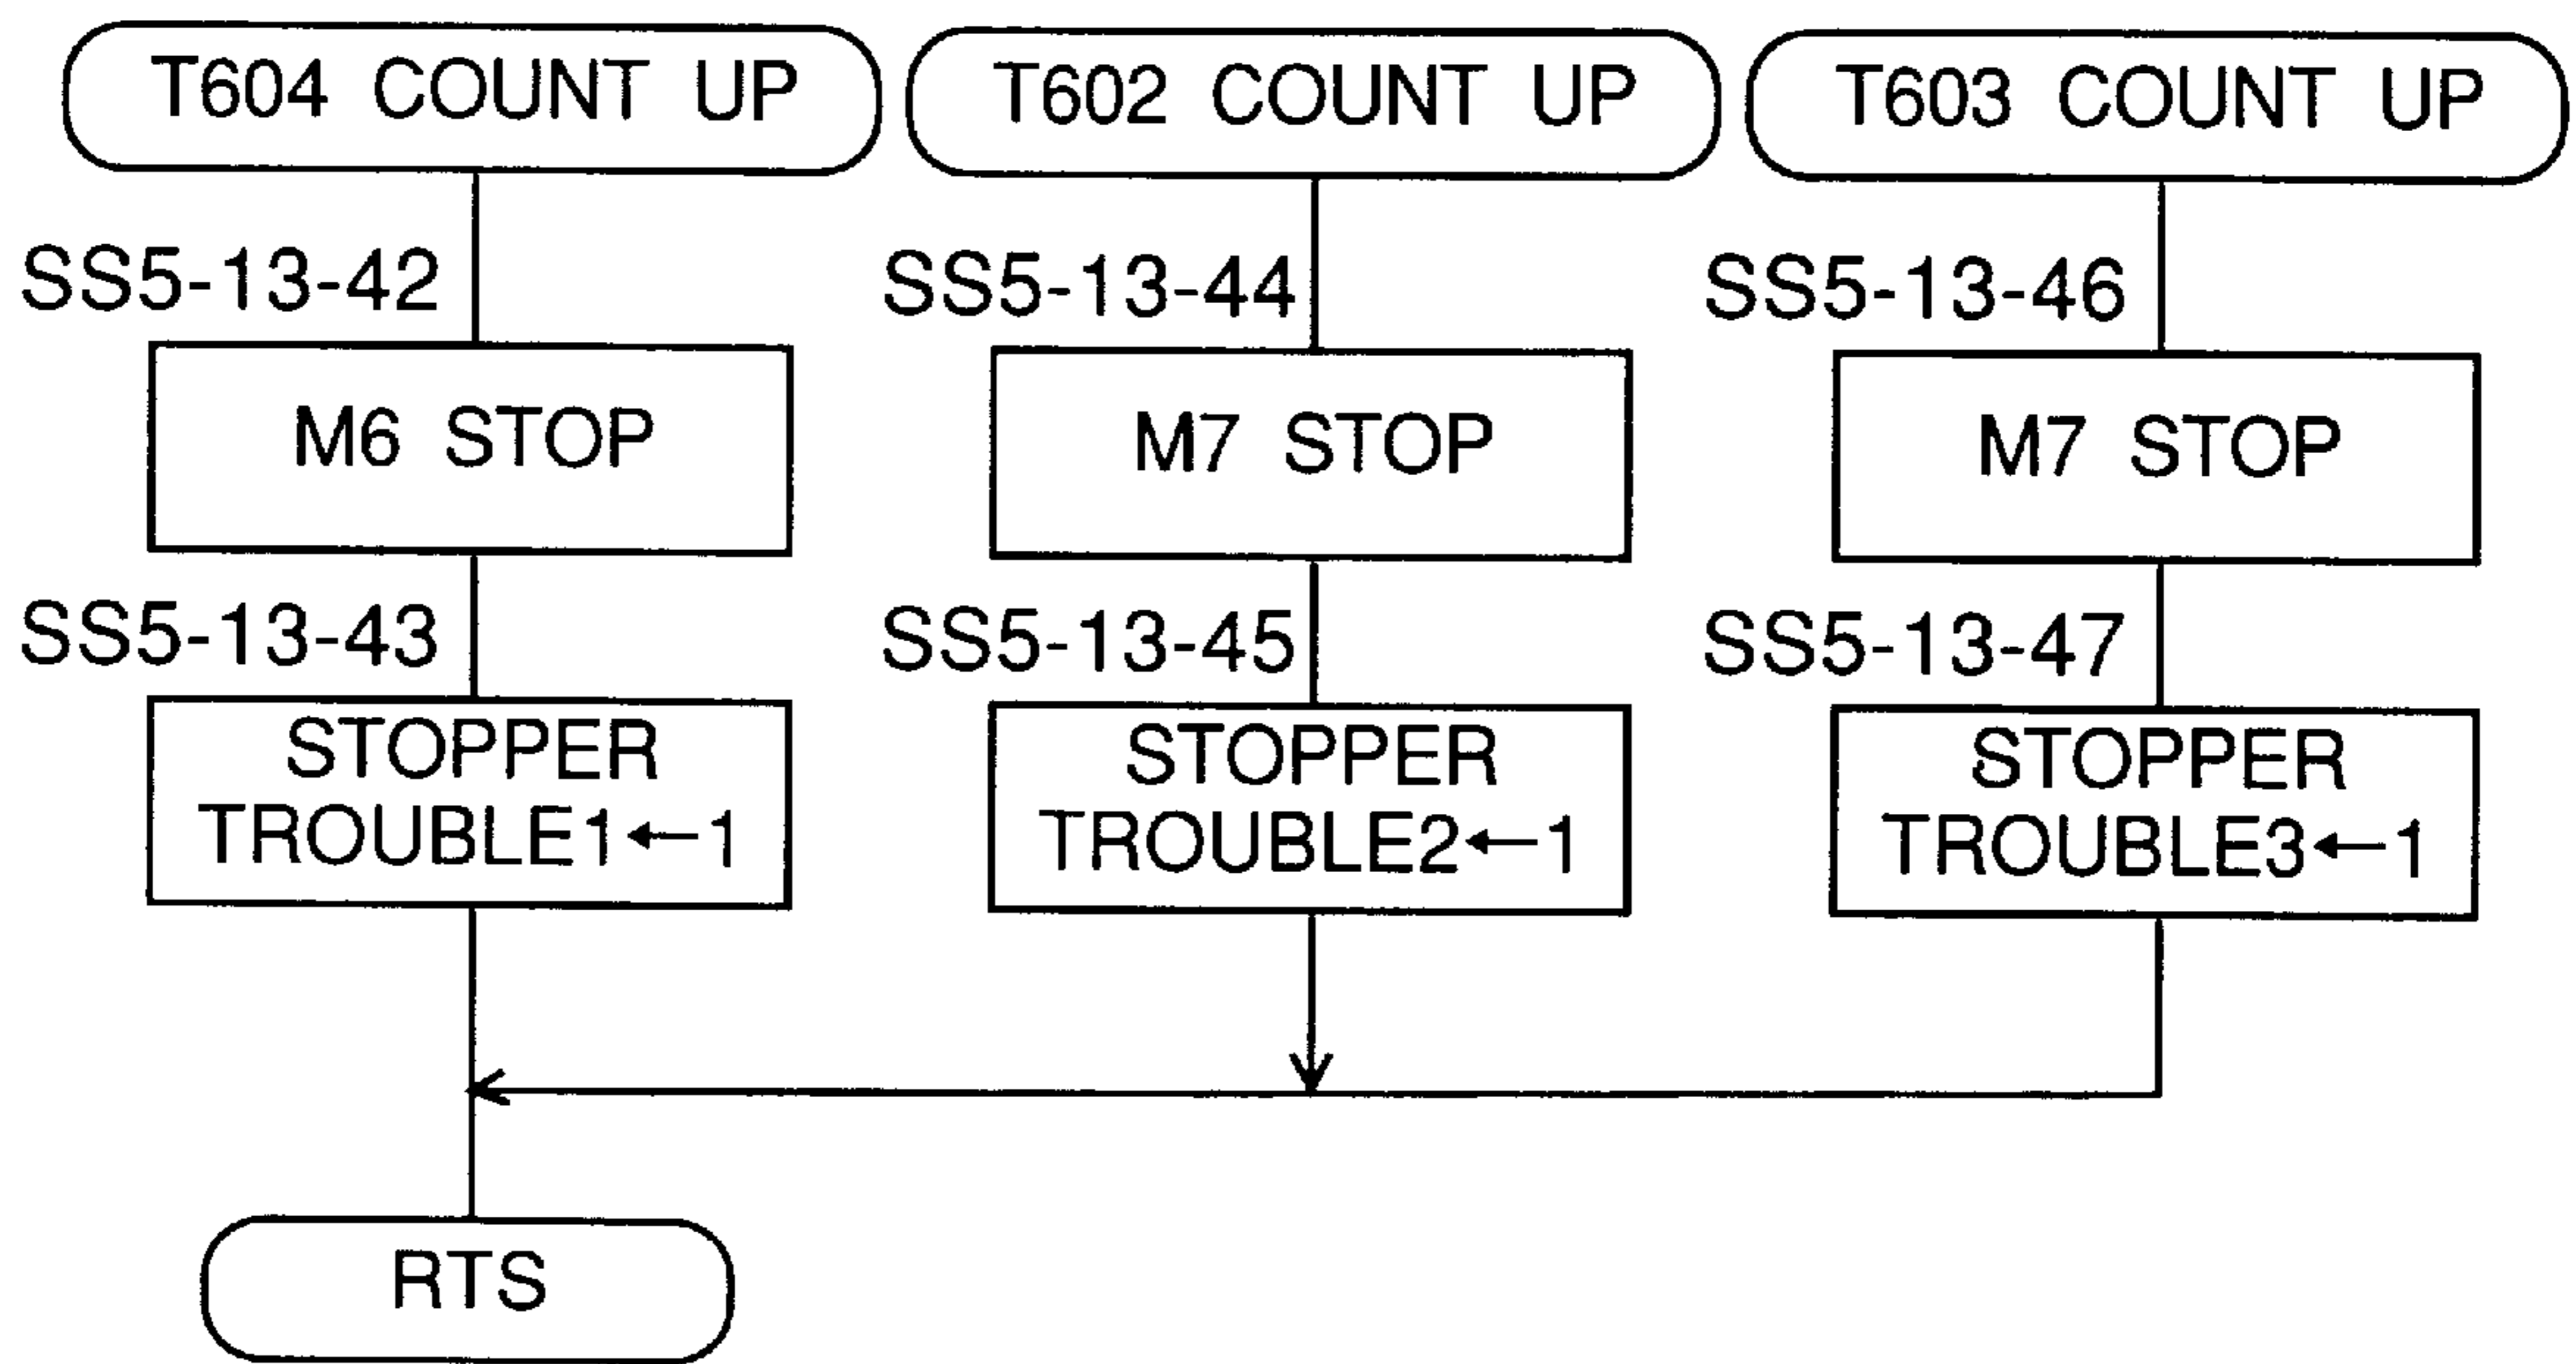 T604 COUNT UP
T602 COUNT UP
T603 COUNT UP
SS5-13-42
SS5-13-44
SS5-13-46
M6 STOP
M7 STOP
M7 STOP
SS5-13-43
SS5-13-45
SS5-13-47
STOPPER
TROUBLE1←1
STOPPER
TROUBLE2←1
STOPPER
TROUBLE3←1
RTS